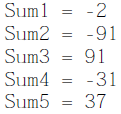 Sum1 = -2
Sum2 = -91
Sum3 = 91
Sum4 = -31
Sum5 = 37